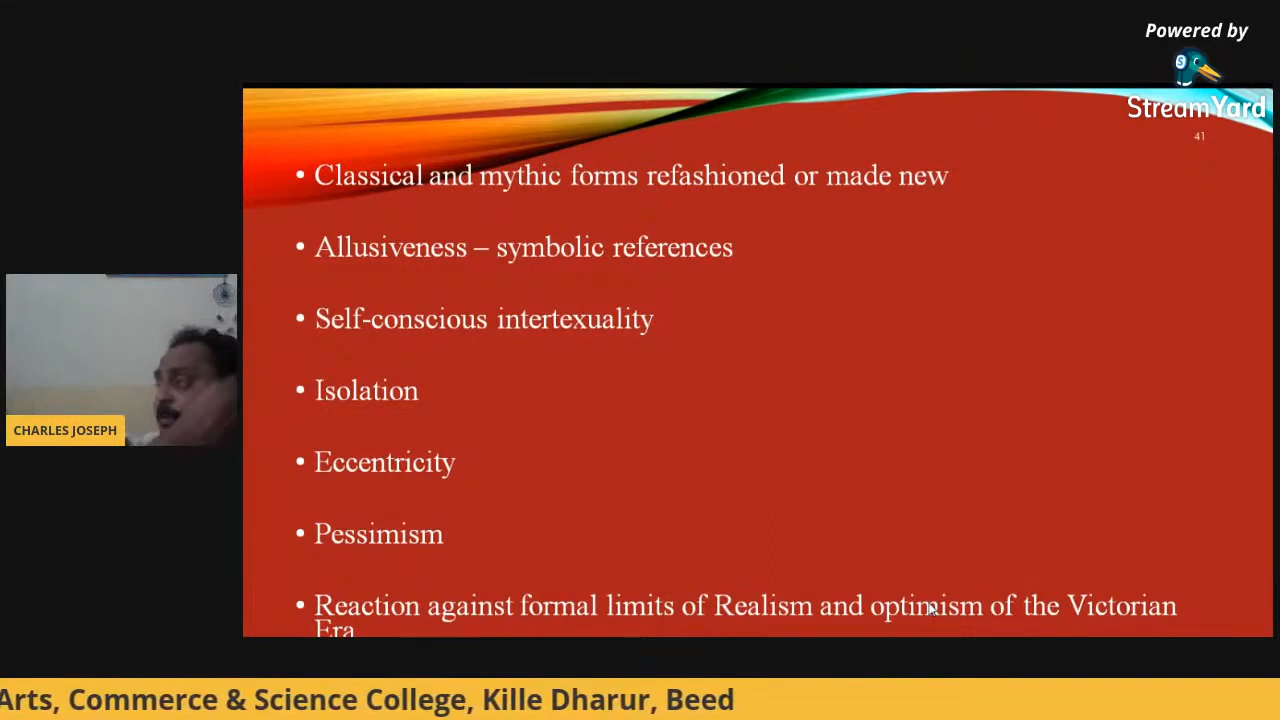 Powered by
StreamYard
41
• Classical and mythic forms refashioned or made new
• Allusiveness – symbolic references
• Self-conscious intertexuality
• Isolation
• Eccentricity
• Pessimism
• Reaction against formal limits of Realism and optimism of the Victorian
Era
CHARLES JOSEPH
Arts, Commerce & Science College, Kille Dharur, Beed